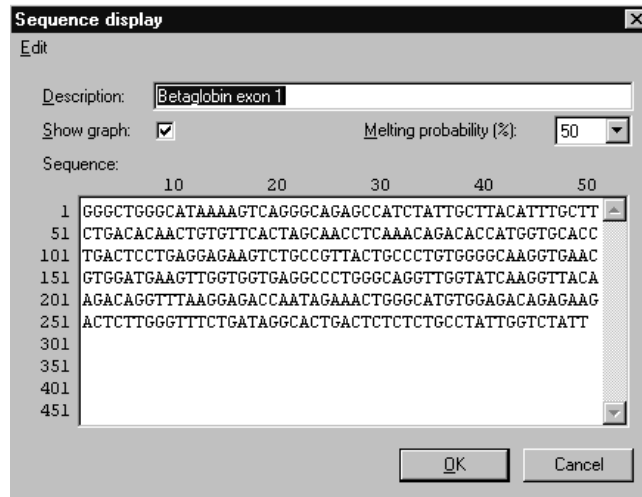 Sequence display
Edit
Description: Betaglobin exon 1
Show graph: Melting probability (%): 50
Sequence:
10 20 30 40 50
1 GGGCTGGGCATAAAAGTCAGGGCAGAGCCATCTATTGCTTACATTTGCTT
51 CTGACACAACTGTGTTCACTAGCAACCTCAAACAGACACCATGGTGCACC
101 TGACTCCTGAGGAGAAGTCTGCCGTTACTGCCCTGTGGGGCAAGGTGAAC
151 GTGGATGAAGTTGGTGGTGAGGCCCTGGGCAGGTTGGTATCAAGGTTACA
201 AGACAGGTTTAAGGAGACCAATAGAAACTGGGCATGTGGAGACAGAGAAG
251 ACTCTTGGGTTTCTGATAGGCACTGACTCTCTCTGCCTATTGGTCTATT
301
351
401
451
OK Cancel